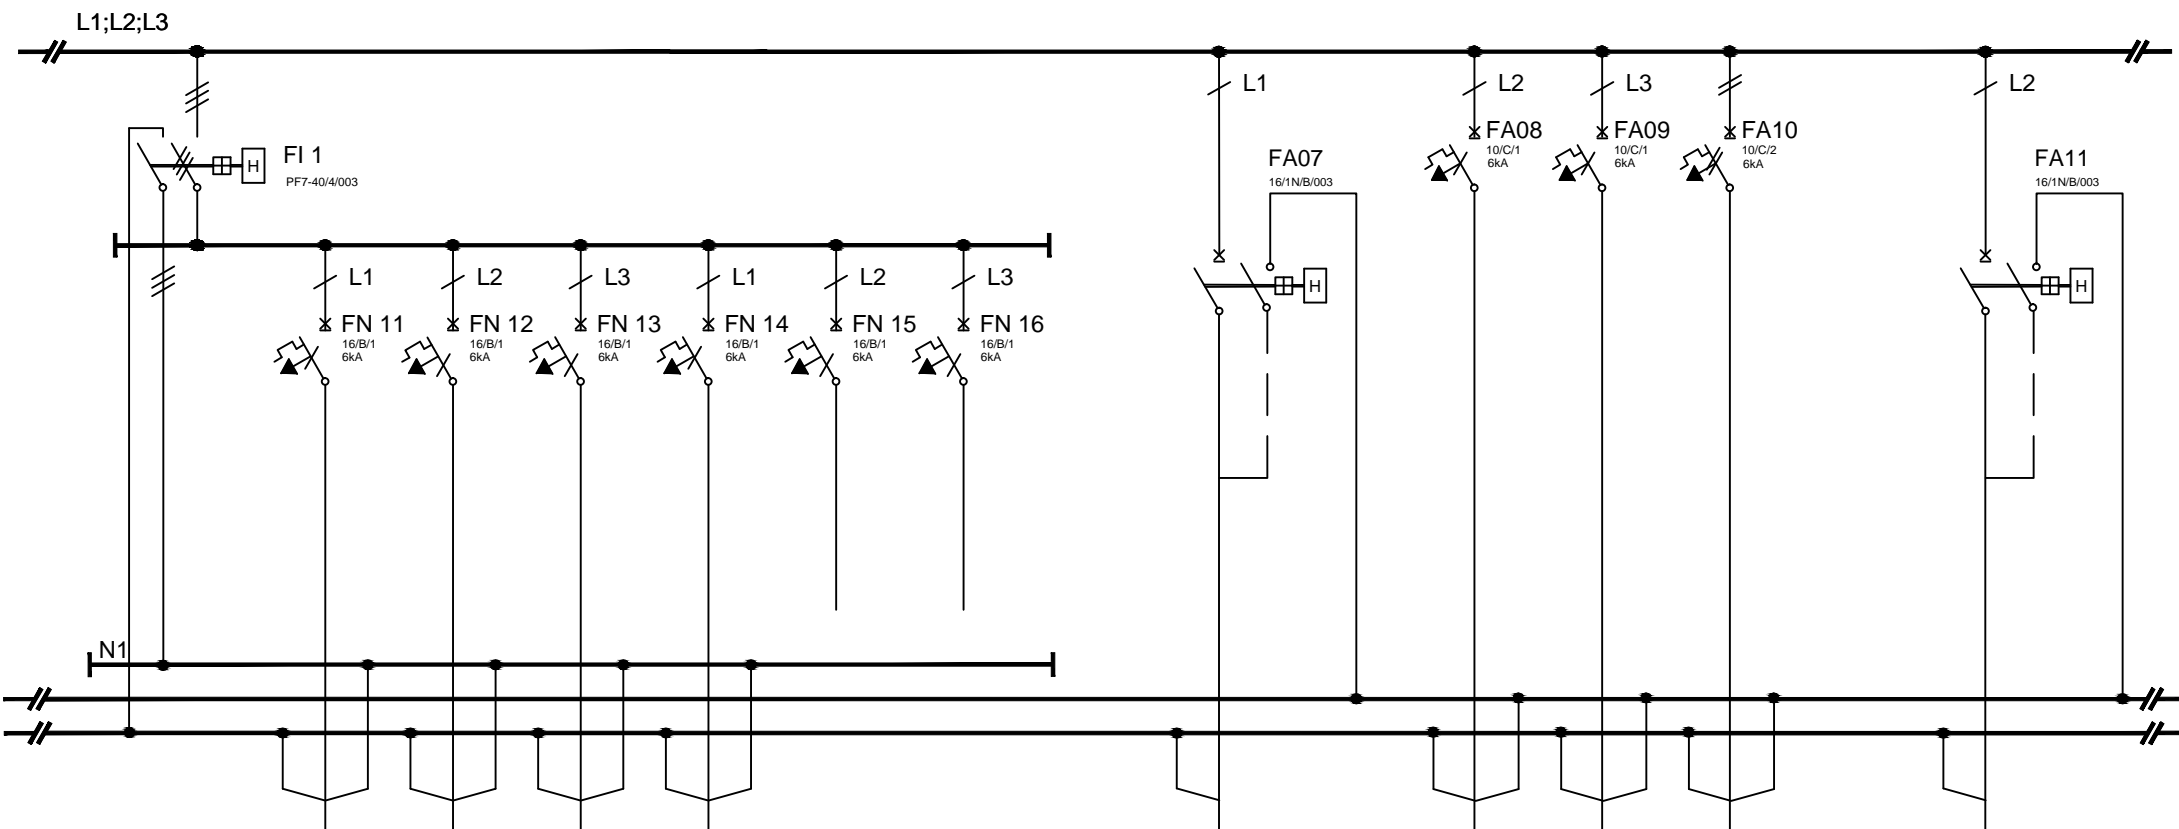 L1;L2;L3
L1
L2
L3
L2
FI 1
PF7-40/4/003
H
FA07
16/1N/B/003
FA08
10/C/1
6kA
FA09
10/C/1
6kA
FA10
10/C/2
6kA
FA11
16/1N/B/003
H
H
L1
L2
L3
L1
L2
L3
FN 11
16/B/1
6kA
FN 12
16/B/1
6kA
FN 13
16/B/1
6kA
FN 14
16/B/1
6kA
FN 15
16/B/1
6kA
FN 16
16/B/1
6kA
N1